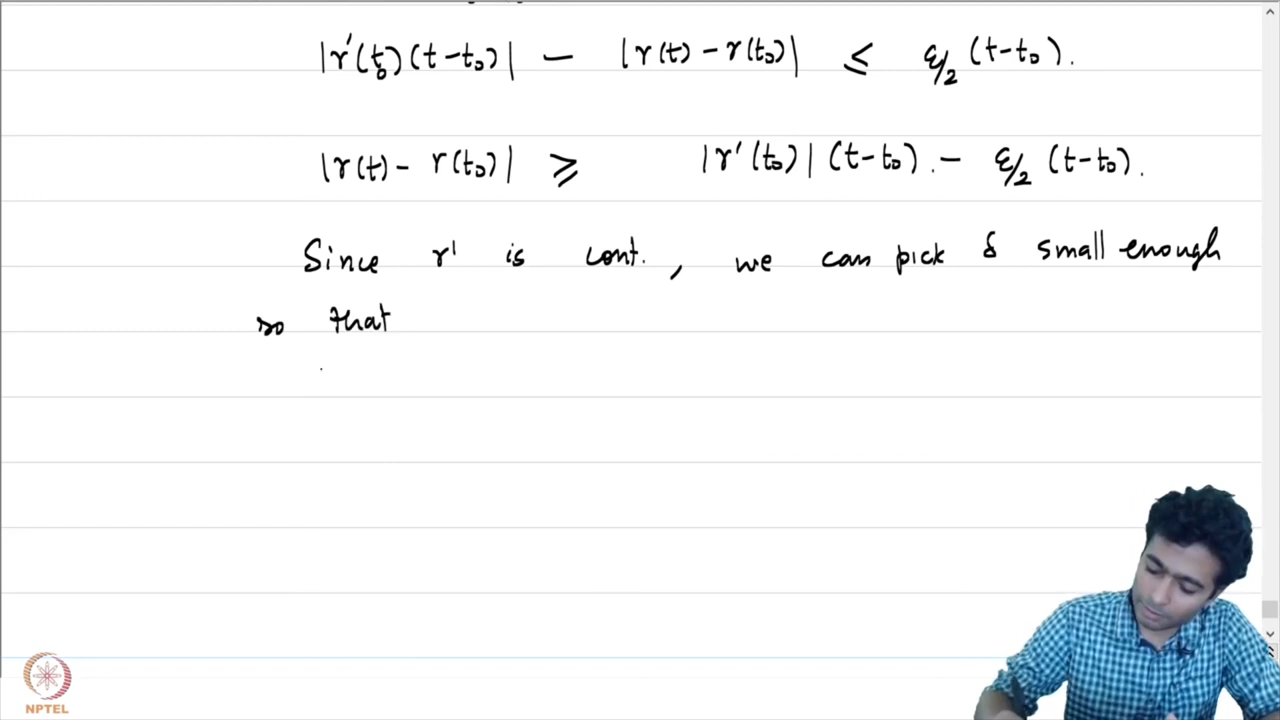 |γ'(t₀)(t-t₀)| - |γ(t) - γ(t₀)| ≤ ε/2 (t-t₀).
|γ(t) - γ(t₀)| ≥ |γ'(t₀)| (t-t₀) - ε/2 (t-t₀).
Since γ' is cont., we can pick δ small enough
so that
NPTEL